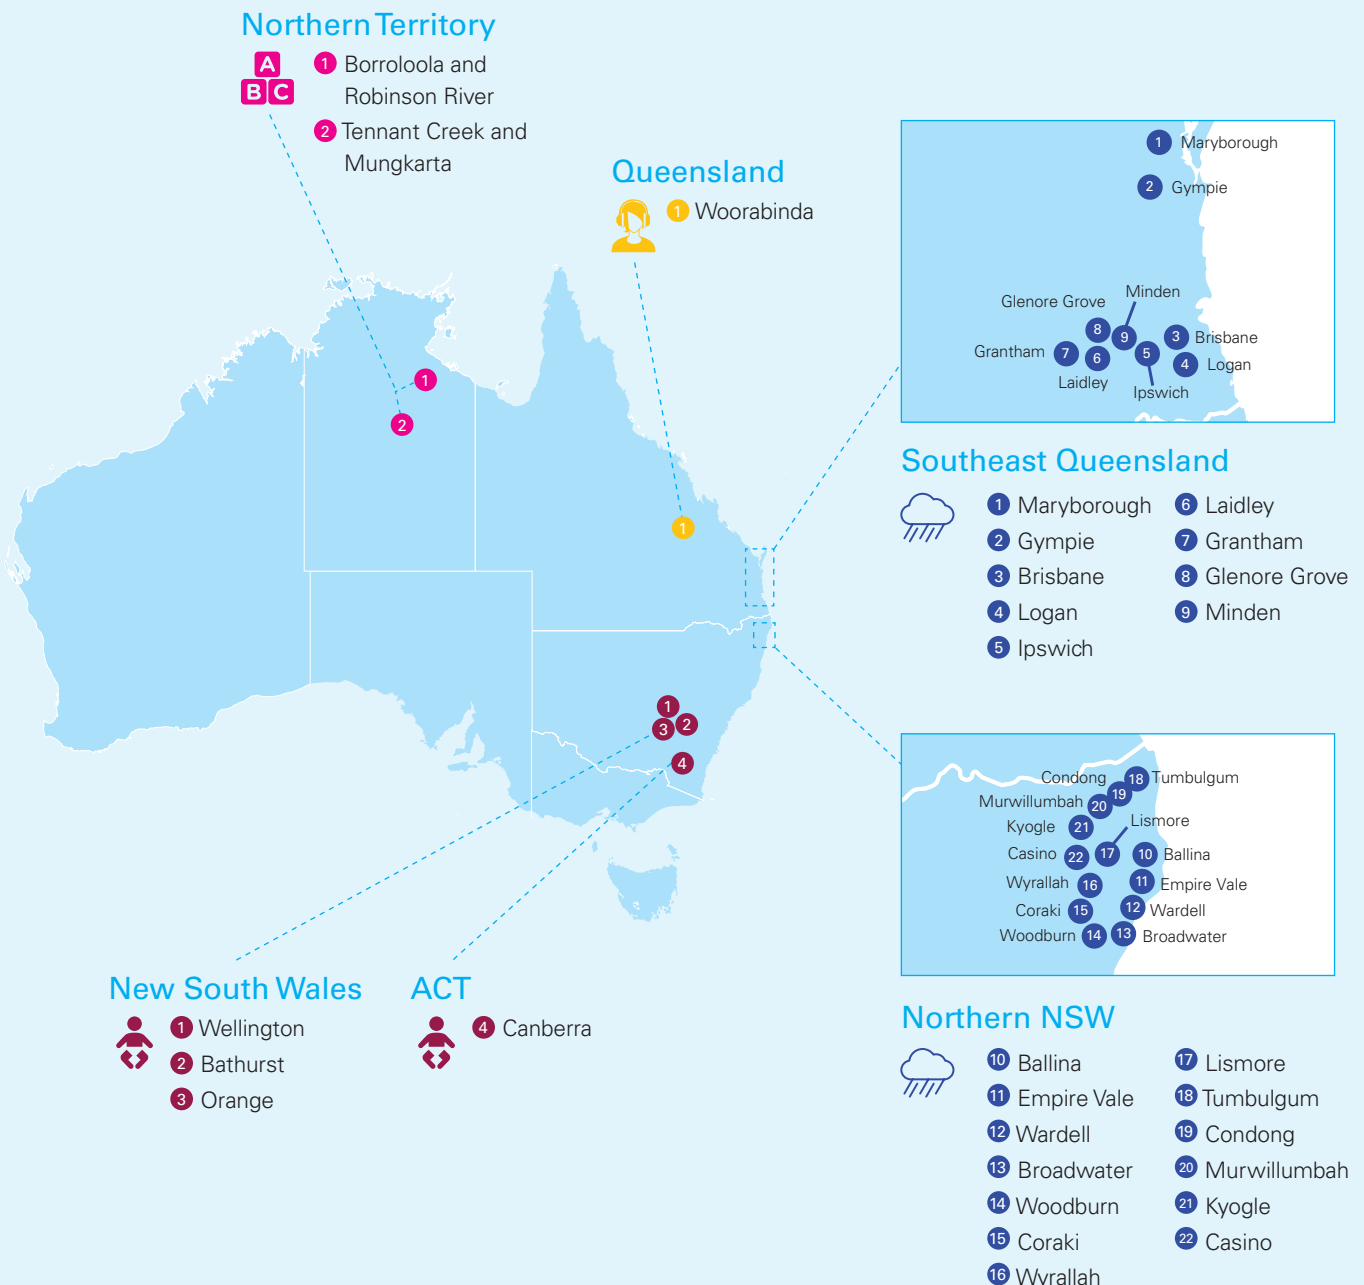 Northern Territory
A
B C
1 Borroloola and
Robinson River
2 Tennant Creek and
Mungkarta
Queensland
1 Woorabinda
1
2
1
1
2
3
4
1 Maryborough
2 Gympie
Minden
Glenore Grove
8
9
3 Brisbane
Grantham 7
6
5
4 Logan
Laidley
Ipswich
Southeast Queensland
1 Maryborough
2 Gympie
3 Brisbane
4 Logan
5 Ipswich
6 Laidley
7 Grantham
8 Glenore Grove
9 Minden
Condong
18 Tumbulgum
19
Murwillumbah 20
Lismore
Kyogle 21
Casino 22
17
10 Ballina
Wyrallah 16
11 Empire Vale
Coraki 15
12 Wardell
Woodburn 14
13 Broadwater
Northern NSW
10 Ballina
11 Empire Vale
12 Wardell
13 Broadwater
14 Woodburn
15 Coraki
16 Wyrallah
17 Lismore
18 Tumbulgum
19 Condong
20 Murwillumbah
21 Kyogle
22 Casino
New South Wales
1 Wellington
2 Bathurst
3 Orange
ACT
4 Canberra